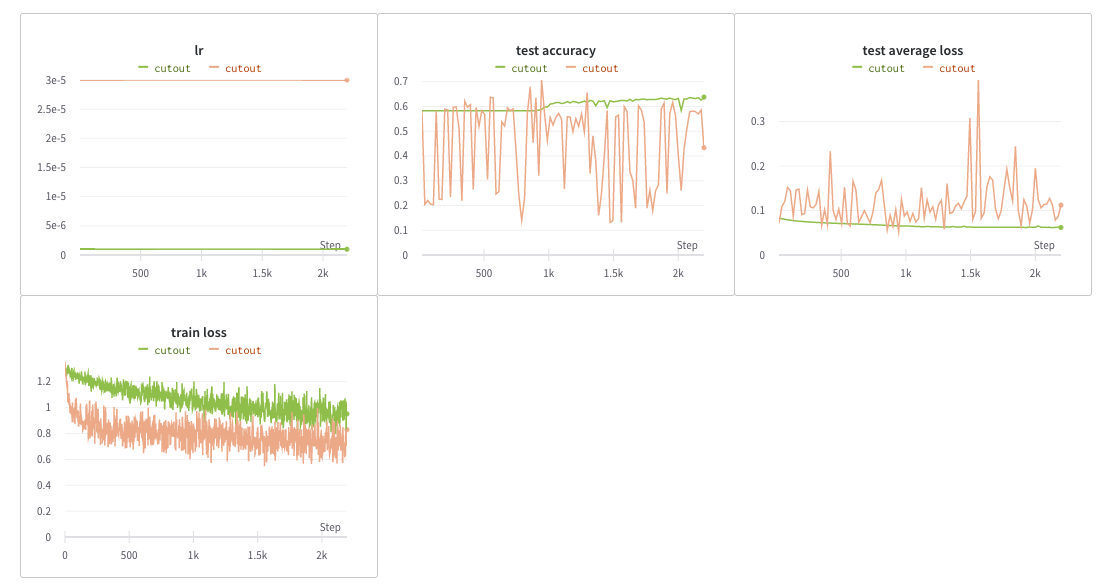 lr
cutout cutout
3e-5
2.5e-5
2e-5
1.5e-5
1e-5
5e-6
0
Step
500 1k 1.5k 2k
test accuracy
cutout cutout
0.7
0.6
0.5
0.4
0.3
0.2
0.1
0
Step
500 1k 1.5k 2k
test average loss
cutout cutout
0.3
0.2
0.1
0
Step
500 1k 1.5k 2k
train loss
cutout cutout
1.2
1
0.8
0.6
0.4
0.2
0
Step
0 500 1k 1.5k 2k